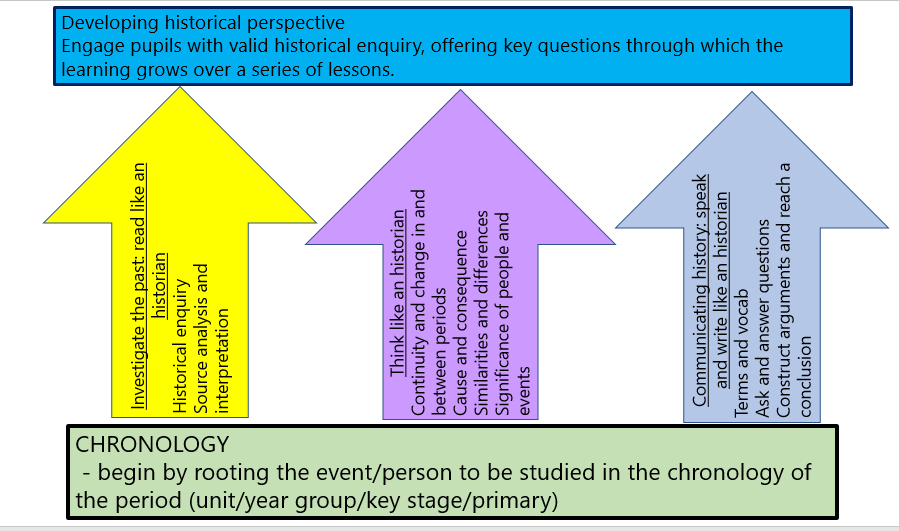 Developing historical perspective
Engage pupils with valid historical enquiry, offering key questions through which the
learning grows over a series of lessons.
Investigate the past: read like an
historian
Historical enquiry
Source analysis and
interpretation
Think like an historian
Continuity and change in and
between periods
Cause and consequence
Similarities and differences
Significance of people and
events
Communicating history: speak
and write like an historian
Terms and vocab
Ask and answer questions
Construct arguments and reach a
conclusion
CHRONOLOGY
- begin by rooting the event/person to be studied in the chronology of
the period (unit/year group/key stage/primary)